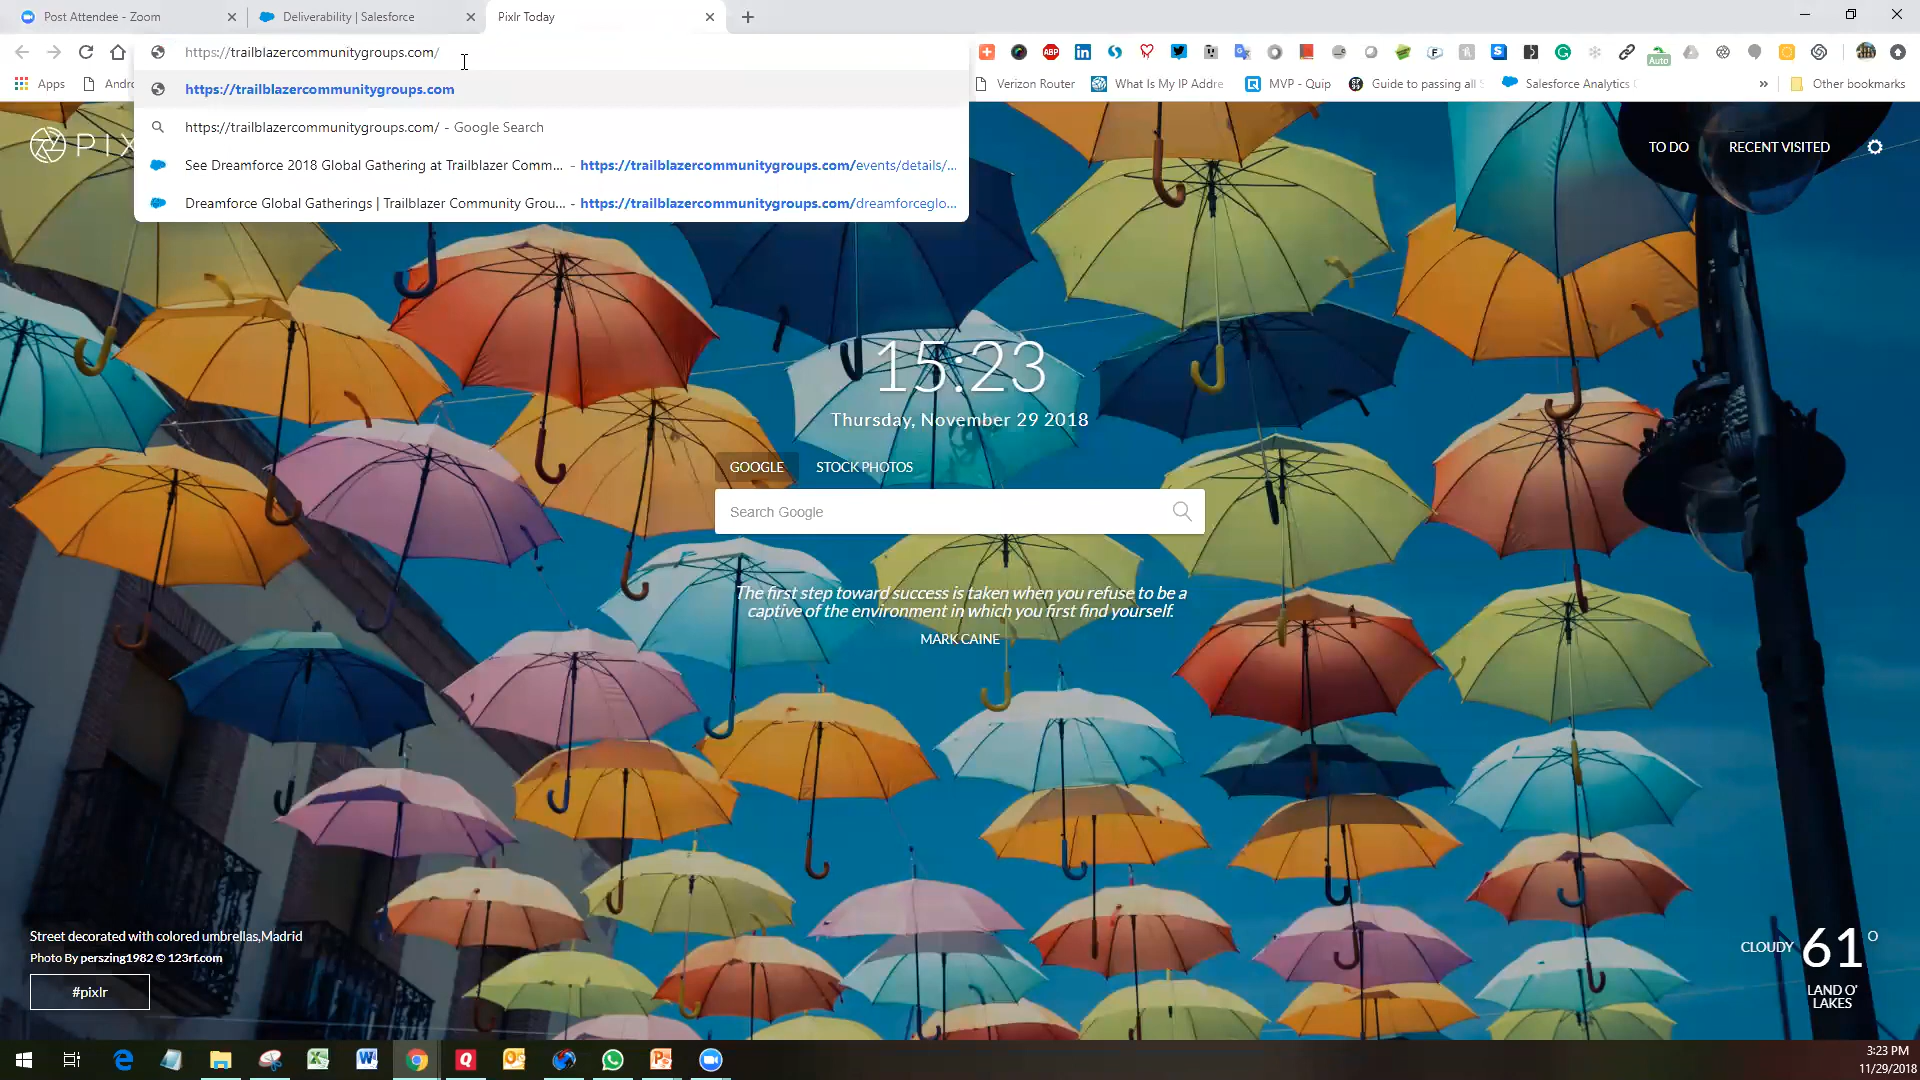 Post Attendee - Zoom
Deliverability | Salesforce
Pixlr Today
https://trailblazercommunitygroups.com/
Apps
Andro
Verizon Router
What Is My IP Addre
MVP - Quip
Guide to passing all
Salesforce Analytics
Other bookmarks
https://trailblazercommunitygroups.com
https://trailblazercommunitygroups.com/ - Google Search
See Dreamforce 2018 Global Gathering at Trailblazer Comm... - https://trailblazercommunitygroups.com/events/details/...
Dreamforce Global Gatherings | Trailblazer Community Grou... - https://trailblazercommunitygroups.com/dreamforceglo...
PIX
TO DO
RECENT VISITED
15:23
Thursday, November 29 2018
GOOGLE
STOCK PHOTOS
Search Google
The first step toward success is taken when you refuse to be a
captive of the environment in which you first find yourself.
MARK CAINE
Street decorated with colored umbrellas,Madrid
Photo By perszing1982 © 123rf.com
#pixlr
CLOUDY 61°
LAND O'
LAKES
3:23 PM
11/29/2018